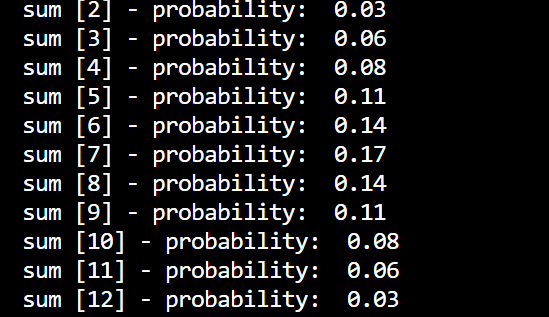 sum [2] - probability:  0.03
sum [3] - probability:  0.06
sum [4] - probability:  0.08
sum [5] - probability:  0.11
sum [6] - probability:  0.14
sum [7] - probability:  0.17
sum [8] - probability:  0.14
sum [9] - probability:  0.11
sum [10] - probability:  0.08
sum [11] - probability:  0.06
sum [12] - probability:  0.03